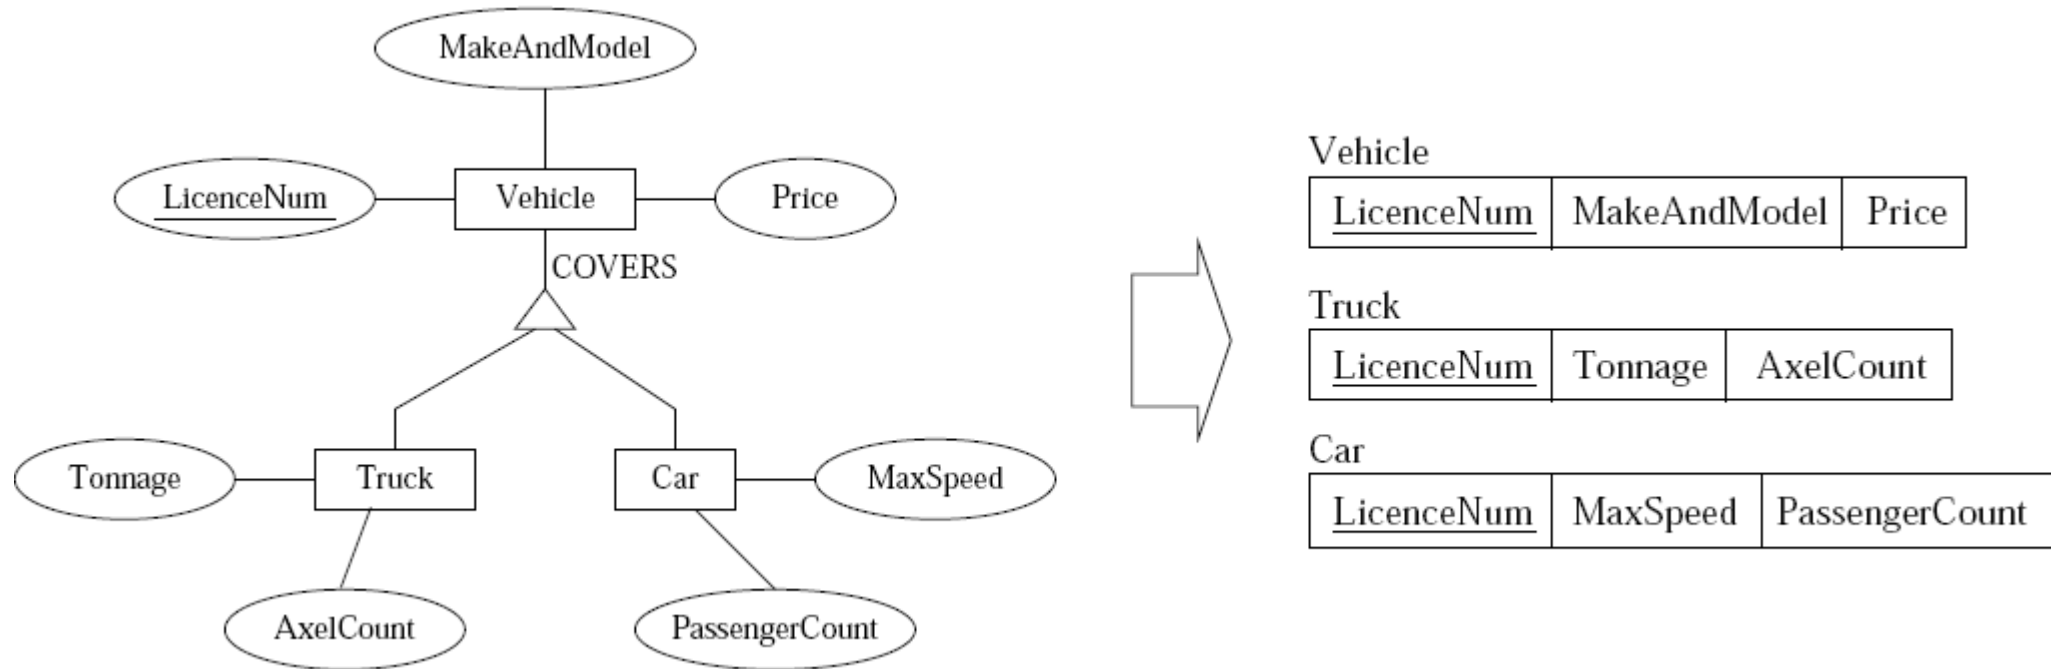 MakeAndModel
LicenceNum
Vehicle
Price
COVERS
Tonnage
Truck
Car
MaxSpeed
AxelCount
PassengerCount
Vehicle
LicenceNum MakeAndModel Price
Truck
LicenceNum Tonnage AxelCount
Car
LicenceNum MaxSpeed PassengerCount